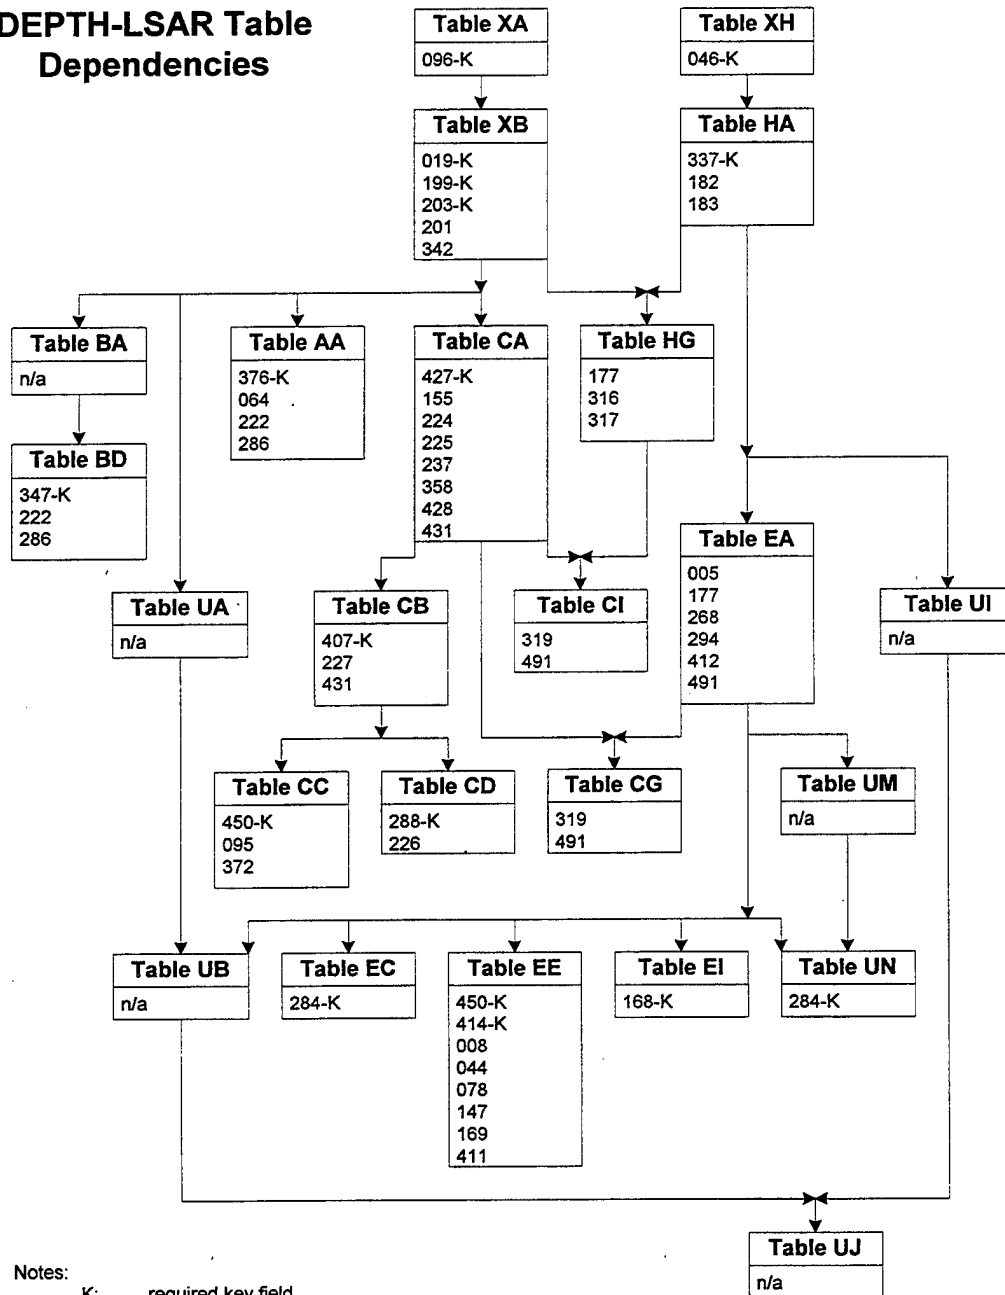 DEPTH-LSAR Table
Dependencies
Table XA
096-K
Table XH
046-K
Table XB
019-K
199-K
203-K
201
342
Table HA
337-K
182
183
Table BA
n/a
Table AA
376-K
064
222
286
Table CA
427-K
155
224
225
237
358
428
431
Table HG
177
316
317
Table BD
347-K
222
286
Table EA
005
177
268
294
412
491
Table UA
n/a
Table CB
407-K
227
431
Table CI
319
491
Table UI
n/a
Table CC
450-K
095
372
Table CD
288-K
226
Table CG
319
491
Table UM
n/a
Table UB
n/a
Table EC
284-K
Table EE
450-K
414-K
008
044
078
147
169
411
Table EI
168-K
Table UN
284-K
Table UJ
n/a
Notes:
K: required key field